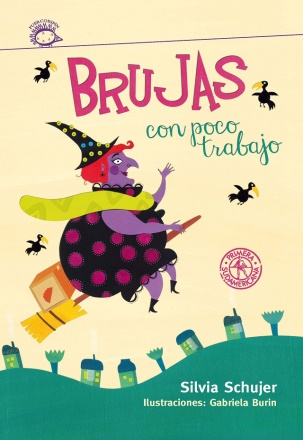 BRUJAS
con poco
trabajo
PRIMERA
SUDAMERICANA
Silvia Schujer
Ilustraciones: Gabriela Burin